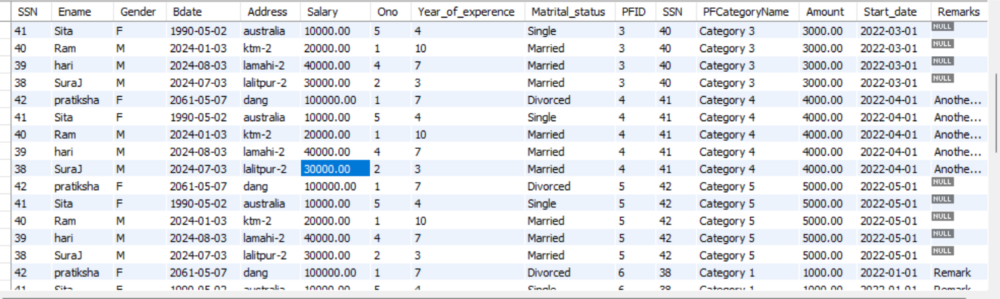 SSN Ename Gender Bdate Address Salary Ono Year_of_experence Matrital_status PFID SSN PFCategoryName Amount Start_date Remarks
41 Sita F 1990-05-02 australia 10000.00 5 4 Single 3 40 Category 3 3000.00 2022-03-01 NULL
40 Ram M 2024-01-03 ktm-2 20000.00 1 10 Married 3 40 Category 3 3000.00 2022-03-01 NULL
39 hari M 2024-08-03 lamahi-2 40000.00 4 7 Married 3 40 Category 3 3000.00 2022-03-01 NULL
38 SuraJ M 2024-07-03 lalitpur-2 30000.00 2 3 Married 3 40 Category 3 3000.00 2022-03-01 NULL
42 pratiksha F 2061-05-07 dang 100000.00 1 7 Divorced 4 41 Category 4 4000.00 2022-04-01 Anothe...
41 Sita F 1990-05-02 australia 10000.00 5 4 Single 4 41 Category 4 4000.00 2022-04-01 Anothe...
40 Ram M 2024-01-03 ktm-2 20000.00 1 10 Married 4 41 Category 4 4000.00 2022-04-01 Anothe...
39 hari M 2024-08-03 lamahi-2 40000.00 4 7 Married 4 41 Category 4 4000.00 2022-04-01 Anothe...
38 SuraJ M 2024-07-03 lalitpur-2 30000.00 2 3 Married 4 41 Category 4 4000.00 2022-04-01 Anothe...
42 pratiksha F 2061-05-07 dang 100000.00 1 7 Divorced 5 42 Category 5 5000.00 2022-05-01 NULL
41 Sita F 1990-05-02 australia 10000.00 5 4 Single 5 42 Category 5 5000.00 2022-05-01 NULL
40 Ram M 2024-01-03 ktm-2 20000.00 1 10 Married 5 42 Category 5 5000.00 2022-05-01 NULL
39 hari M 2024-08-03 lamahi-2 40000.00 4 7 Married 5 42 Category 5 5000.00 2022-05-01 NULL
38 SuraJ M 2024-07-03 lalitpur-2 30000.00 2 3 Married 5 42 Category 5 5000.00 2022-05-01 NULL
42 pratiksha F 2061-05-07 dang 100000.00 1 7 Divorced 6 38 Category 1 1000.00 2022-01-01 Remark
41 Sita F 1990-05-02 australia 10000.00 5 4 Single 6 38 Category 1 1000.00 2022-01-01 Remark